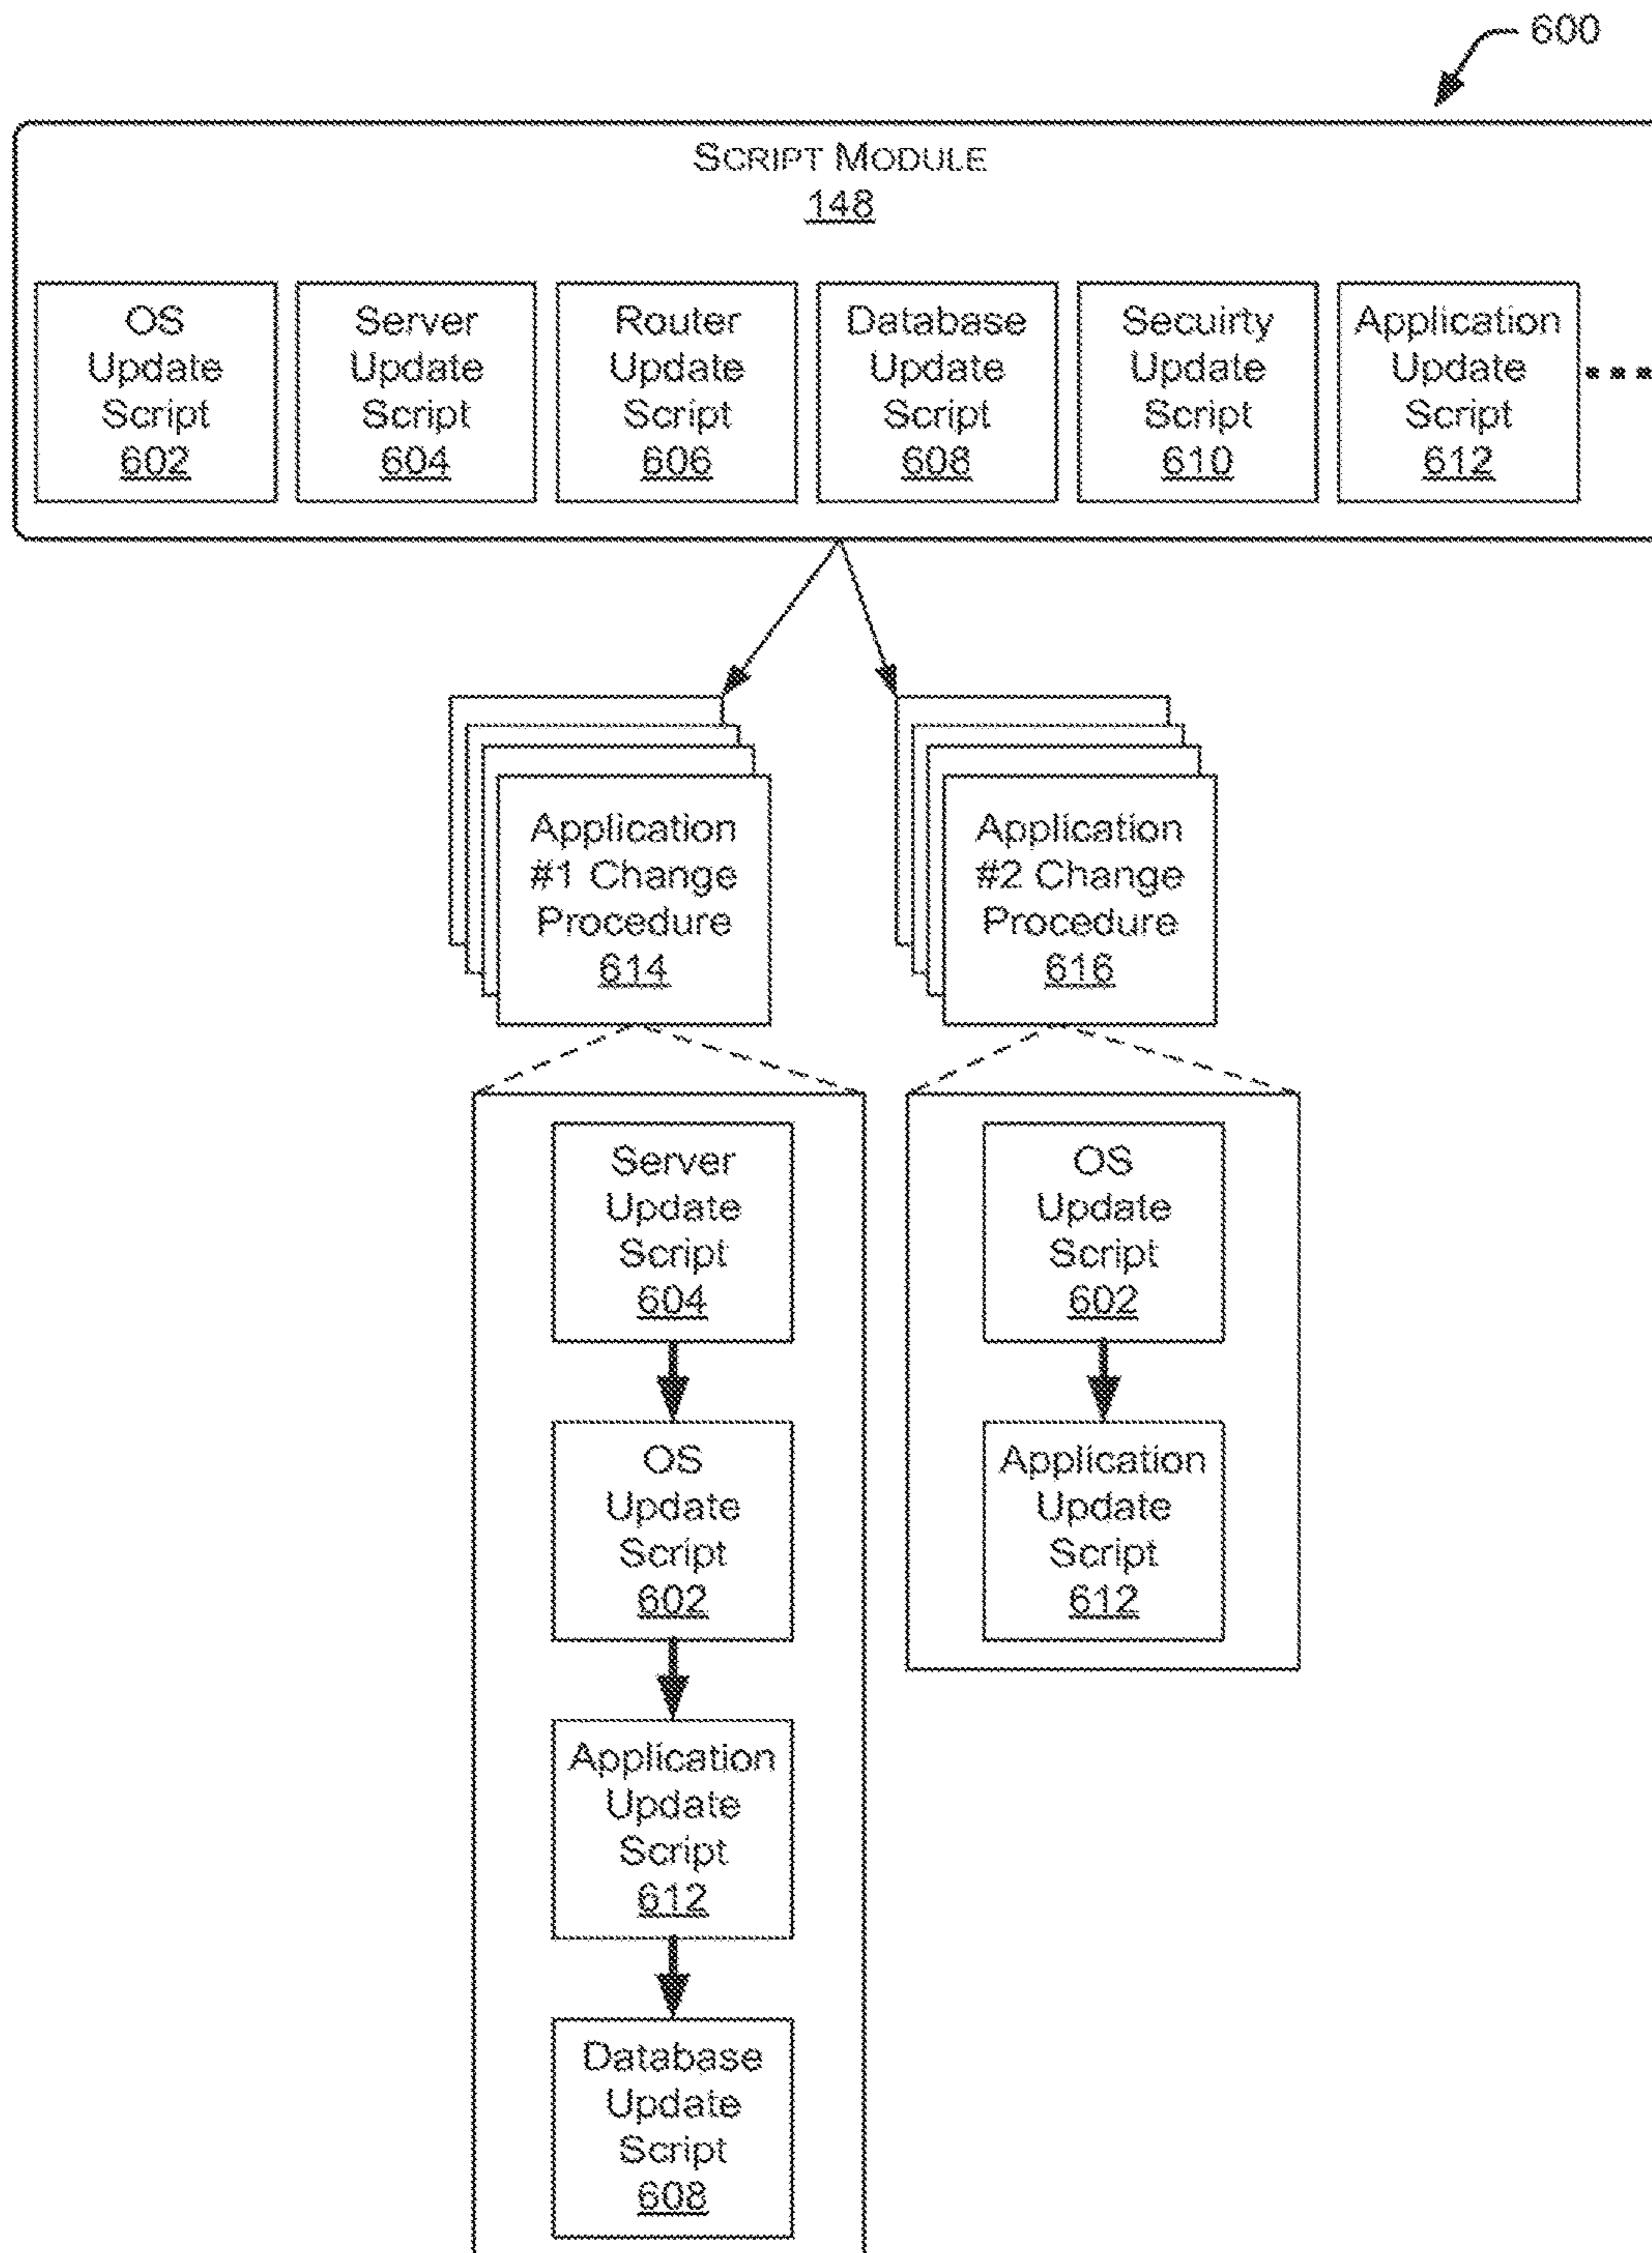 600
SCRIPT MODULE
148
OS
Update
Script
602
Server
Update
Script
604
Router
Update
Script
606
Database
Update
Script
608
Secuirty
Update
Script
610
Application
Update
Script
612
Application
#1 Change
Procedure
614
Application
#2 Change
Procedure
616
Server
Update
Script
604
OS
Update
Script
602
Application
Update
Script
612
Database
Update
Script
608
OS
Update
Script
602
Application
Update
Script
612